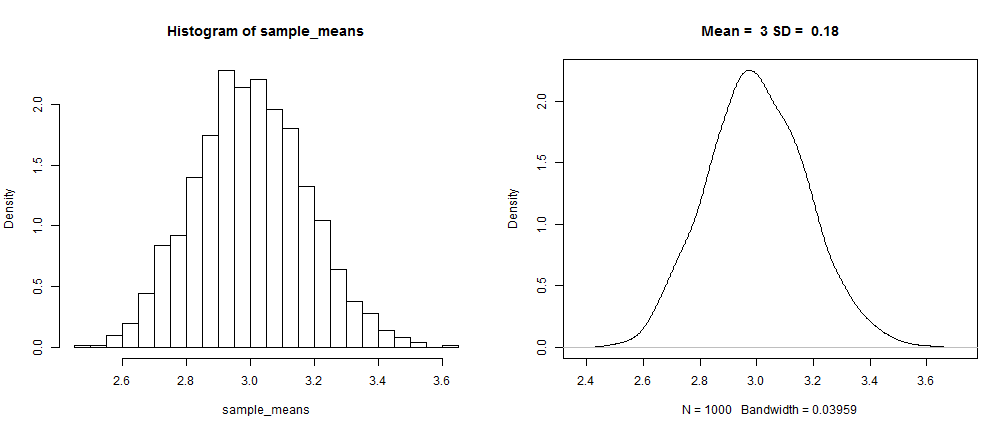 Histogram of sample_means
Density
2.0
1.5
1.0
0.5
0.0
2.6 2.8 3.0 3.2 3.4 3.6
sample_means
Mean =  3 SD =  0.18
Density
2.0
1.5
1.0
0.5
0.0
2.4 2.6 2.8 3.0 3.2 3.4 3.6
N = 1000   Bandwidth = 0.03959